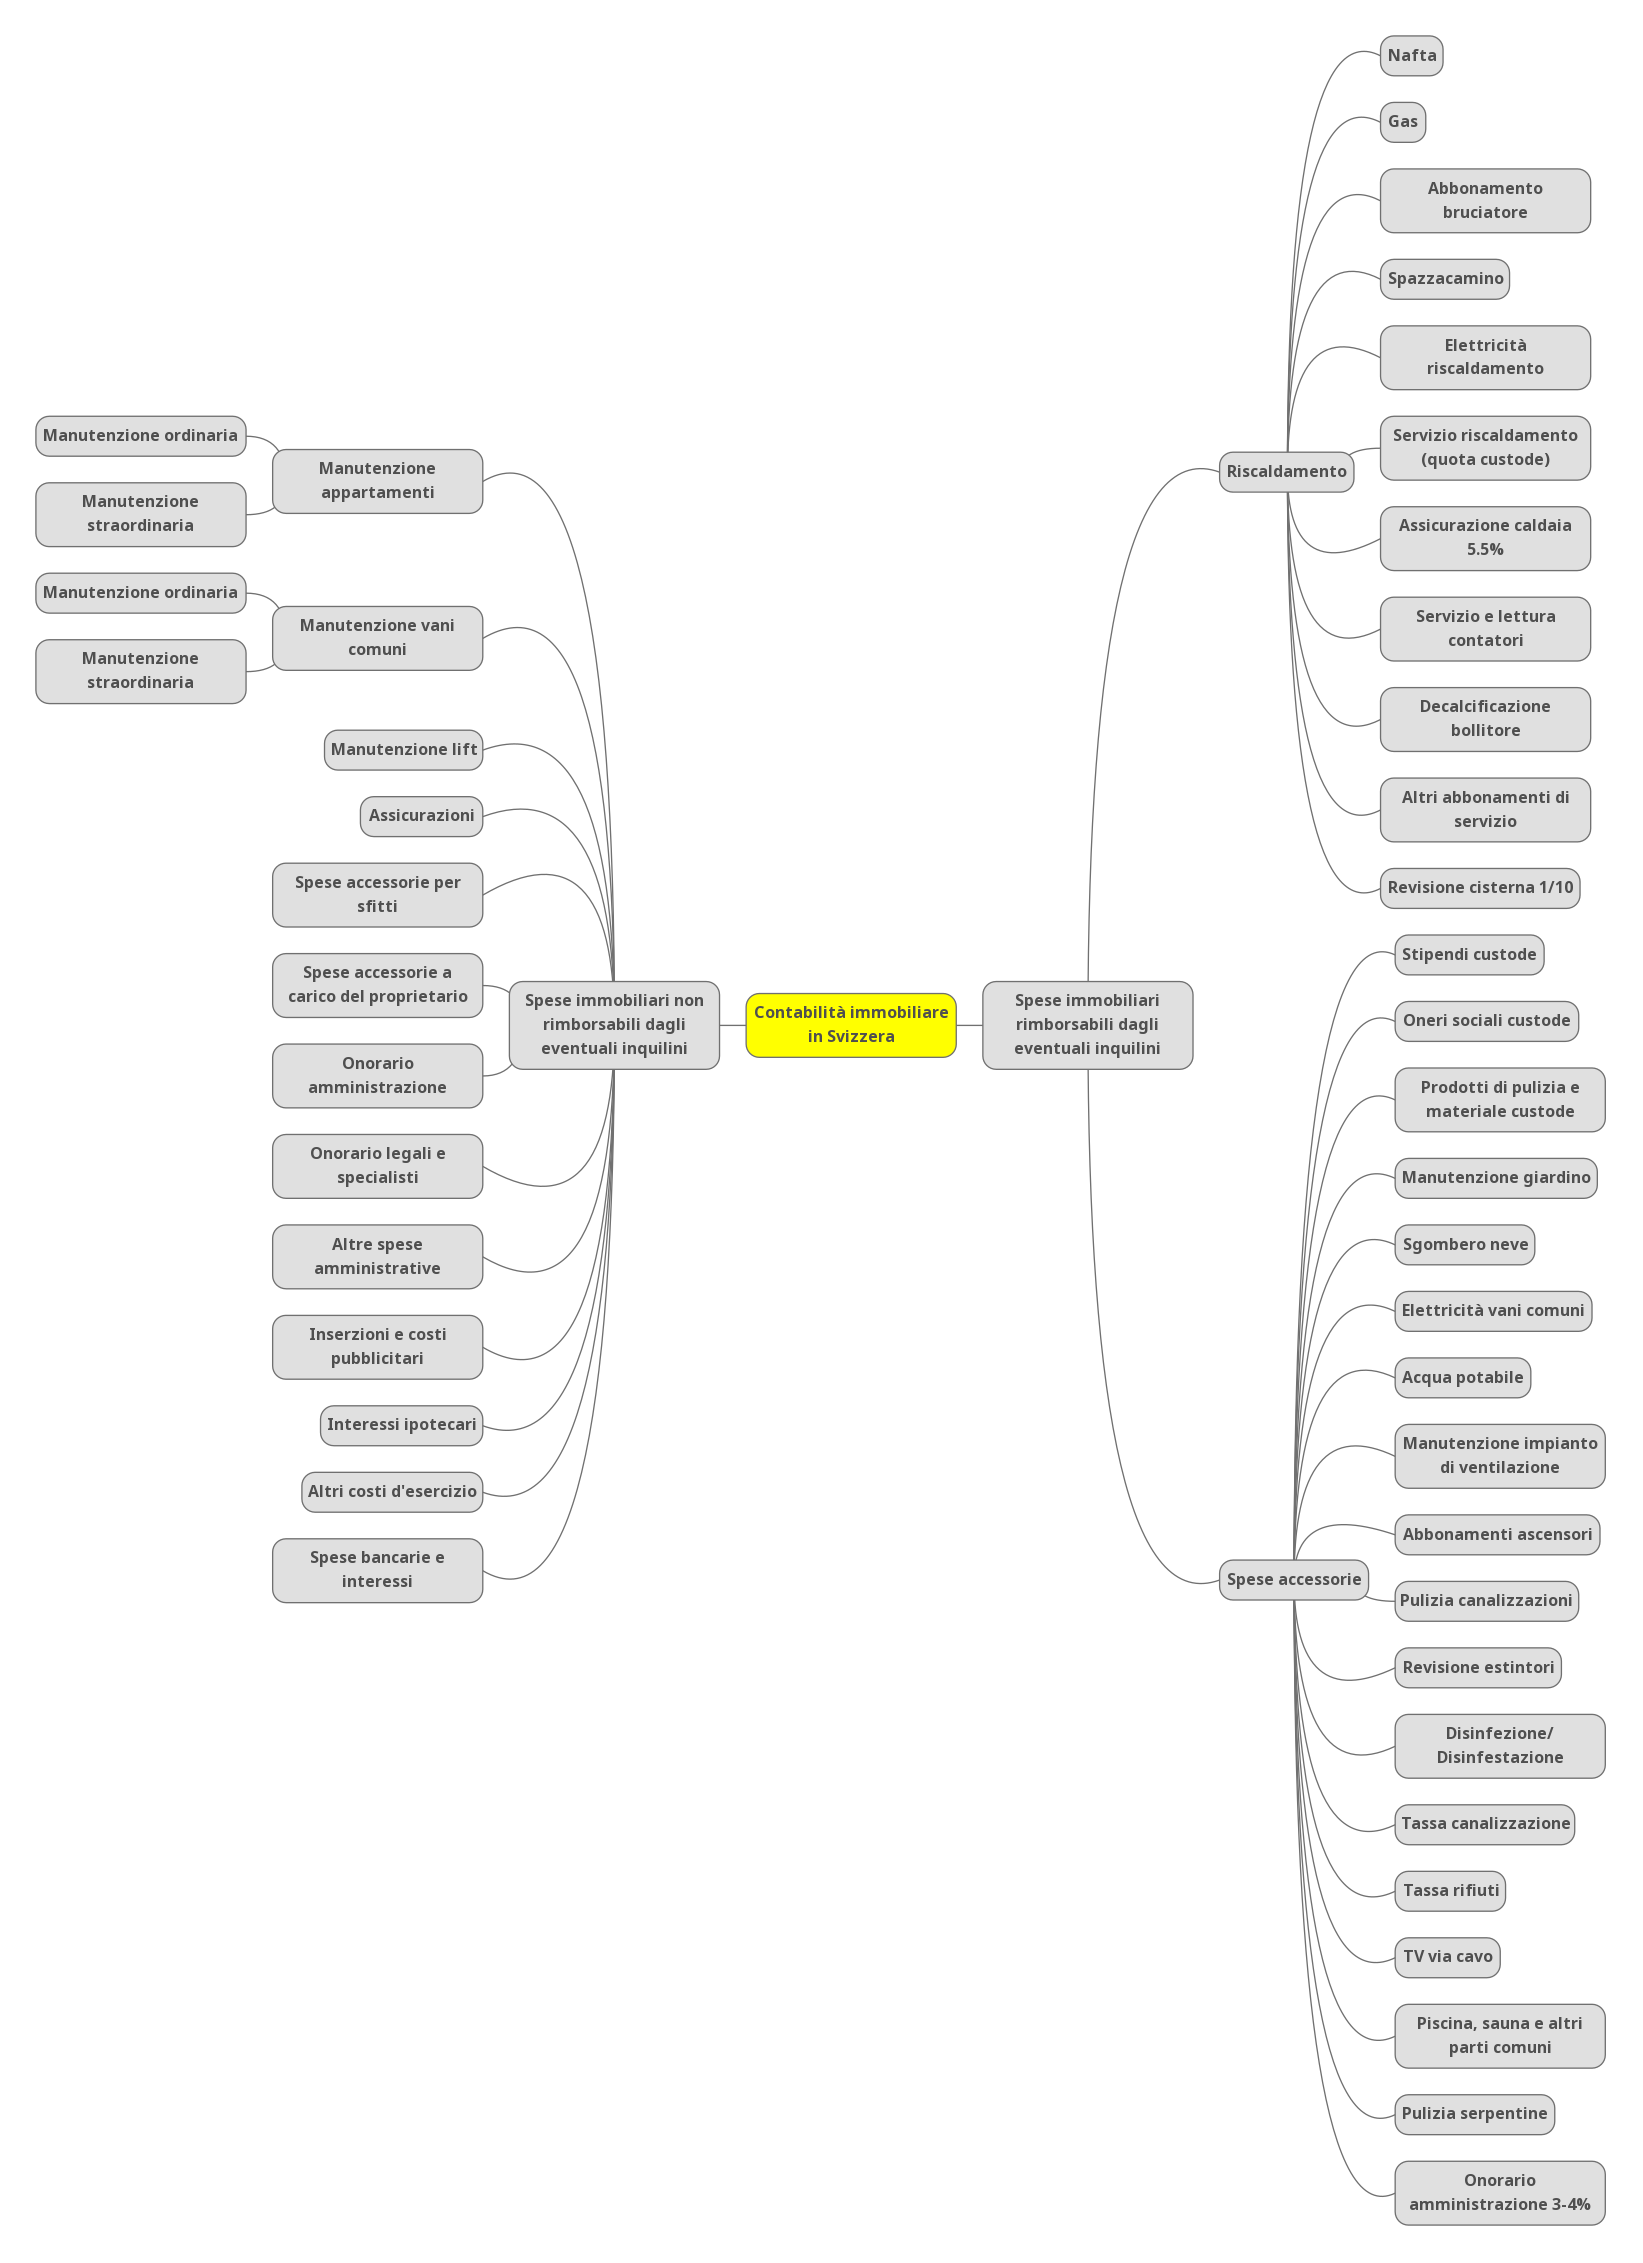 Contabilità immobiliare
in Svizzera
Spese immobiliari
rimborsabili dagli
eventuali inquilini
Riscaldamento
Nafta
Gas
Abbonamento
bruciatore
Spazzacamino
Elettricità
riscaldamento
Servizio riscaldamento
(quota custode)
Assicurazione caldaia
5.5%
Servizio e lettura
contatori
Decalcificazione
bollitore
Altri abbonamenti di
servizio
Revisione cisterna 1/10
Spese accessorie
Stipendi custode
Oneri sociali custode
Prodotti di pulizia e
materiale custode
Manutenzione giardino
Sgombero neve
Elettricità vani comuni
Acqua potabile
Manutenzione impianto
di ventilazione
Abbonamenti ascensori
Pulizia canalizzazioni
Revisione estintori
Disinfezione/
Disinfestazione
Tassa canalizzazione
Tassa rifiuti
TV via cavo
Piscina, sauna e altri
parti comuni
Pulizia serpentine
Onorario
amministrazione 3-4%
Spese immobiliari non
rimborsabili dagli
eventuali inquilini
Manutenzione
appartamenti
Manutenzione ordinaria
Manutenzione
straordinaria
Manutenzione vani
comuni
Manutenzione ordinaria
Manutenzione
straordinaria
Manutenzione lift
Assicurazioni
Spese accessorie per
sfitti
Spese accessorie a
carico del proprietario
Onorario
amministrazione
Onorario legali e
specialisti
Altre spese
amministrative
Inserzioni e costi
pubblicitari
Interessi ipotecari
Altri costi d'esercizio
Spese bancarie e
interessi